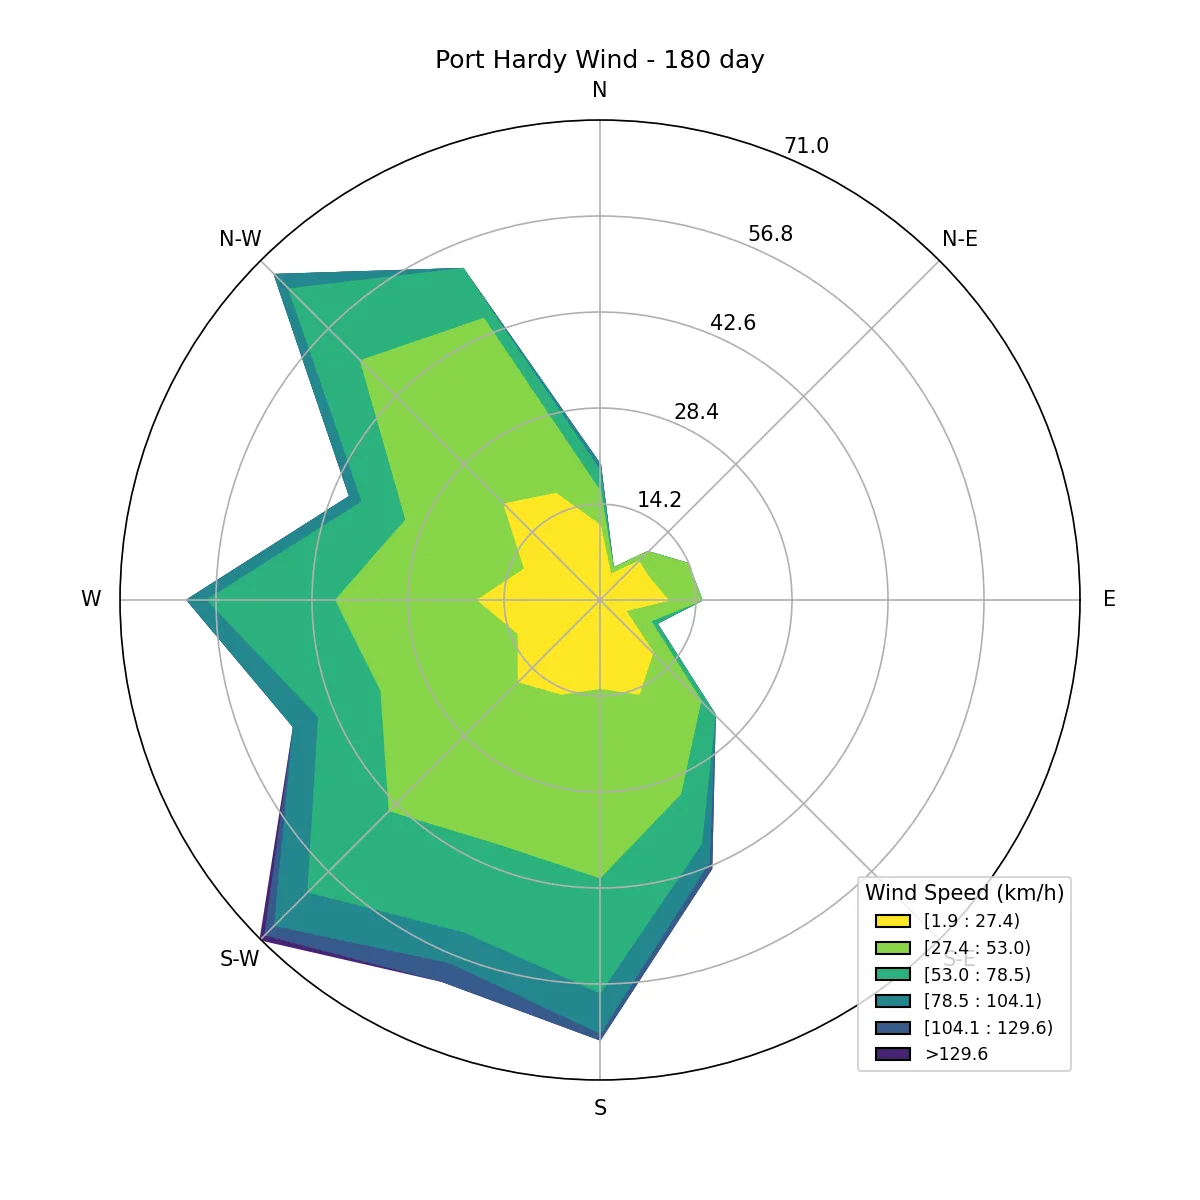 Port Hardy Wind - 180 day
N
71.0
56.8
N-W
N-E
42.6
28.4
14.2
W
E
S-W
S-E
S
Wind Speed (km/h)
[1.9 : 27.4)
[27.4 : 53.0)
[53.0 : 78.5)
[78.5 : 104.1)
[104.1 : 129.6)
>129.6